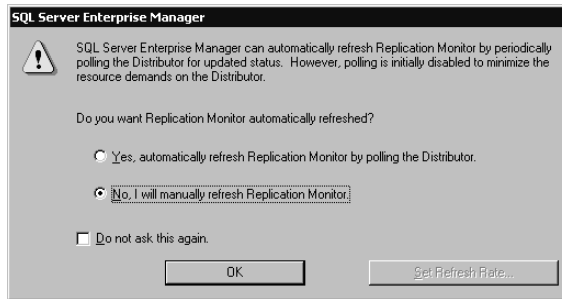 SQL Server Enterprise Manager
SQL Server Enterprise Manager can automatically refresh Replication Monitor by periodically
polling the Distributor for updated status. However, polling is initially disabled to minimize the
resource demands on the Distributor.
Do you want Replication Monitor automatically refreshed?
Yes, automatically refresh Replication Monitor by polling the Distributor.
No, I will manually refresh Replication Monitor.
Do not ask this again.
OK
Set Refresh Rate...